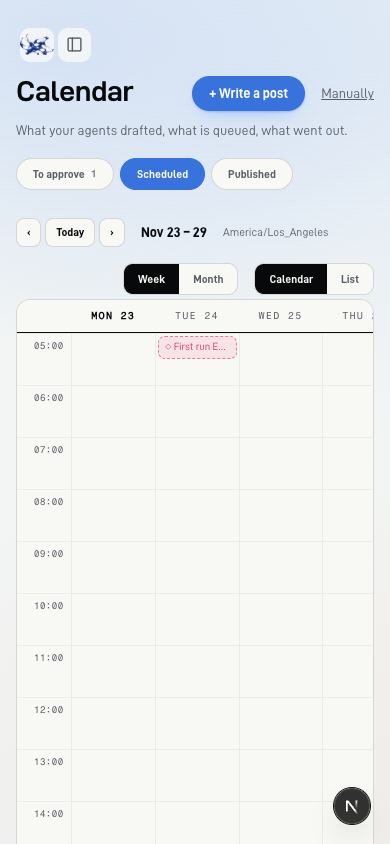 Calendar
+ Write a post
Manually
What your agents drafted, what is queued, what went out.
To approve 1
Scheduled
Published
‹
Today
›
Nov 23 – 29
America/Los_Angeles
Week
Month
Calendar
List
MON 23
TUE 24
WED 25
THU
05:00
First run E...
06:00
07:00
08:00
09:00
10:00
11:00
12:00
13:00
14:00
N